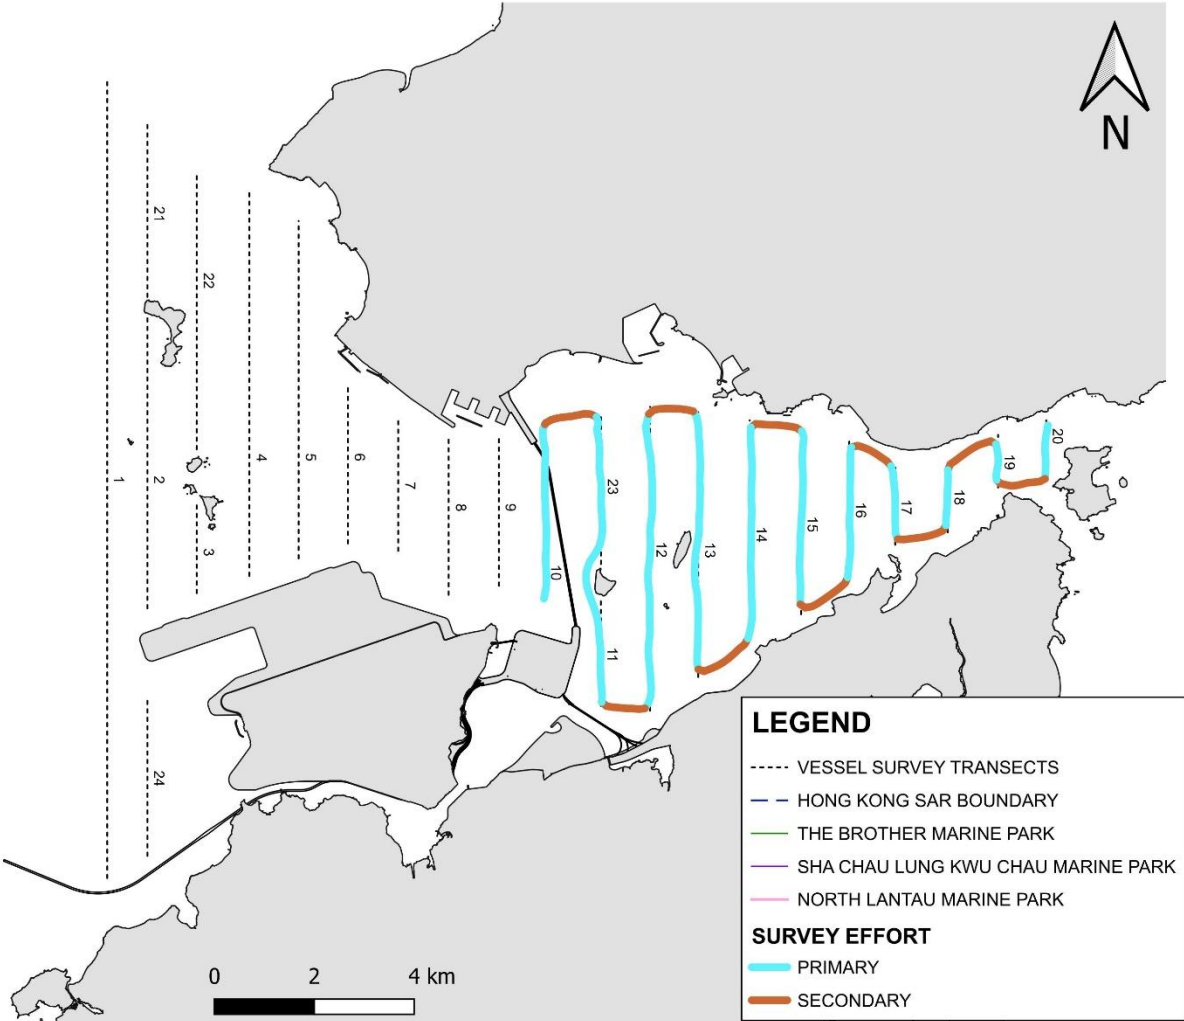 N
21
22
4
5
6
7
8
9
1
2
3
24
10
23
11
12
13
14
15
16
17
18
19
20
0 2 4 km
LEGEND
VESSEL SURVEY TRANSECTS
HONG KONG SAR BOUNDARY
THE BROTHER MARINE PARK
SHA CHAU LUNG KWU CHAU MARINE PARK
NORTH LANTAU MARINE PARK
SURVEY EFFORT
PRIMARY
SECONDARY